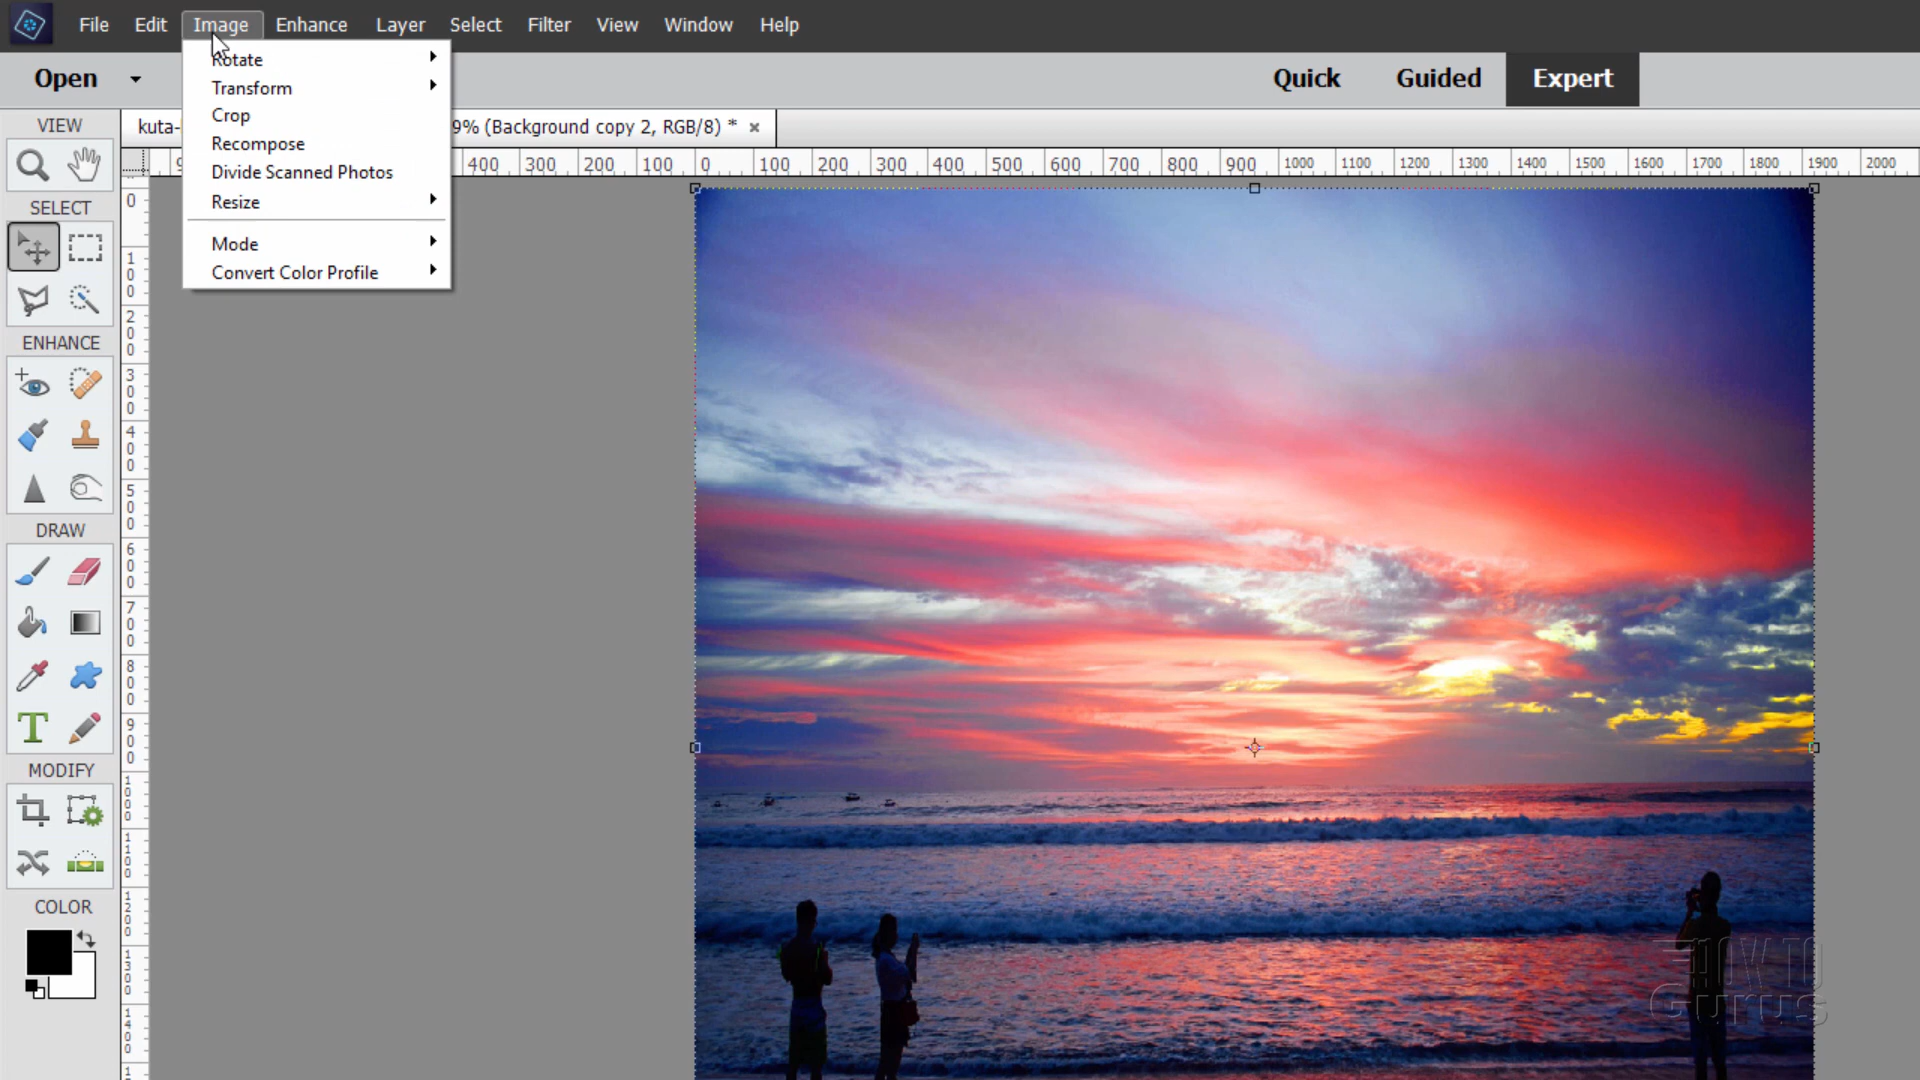 File Edit Image Enhance Layer Select Filter View Window Help
Open Quick Guided Expert
Rotate
Transform
Crop
Recompose
Divide Scanned Photos
Resize
Mode
Convert Color Profile
kuta- 9% (Background copy 2, RGB/8) * ×
400 300 200 100 0 100 200 300 400 500 600 700 800 900 1000 1100 1200 1300 1400 1500 1600 1700 1800 1900 2000
VIEW
SELECT
ENHANCE
DRAW
MODIFY
COLOR
0
100
200
300
400
500
600
700
800
900
1000
1100
1200
1300
1400
HOW TO
Gurus